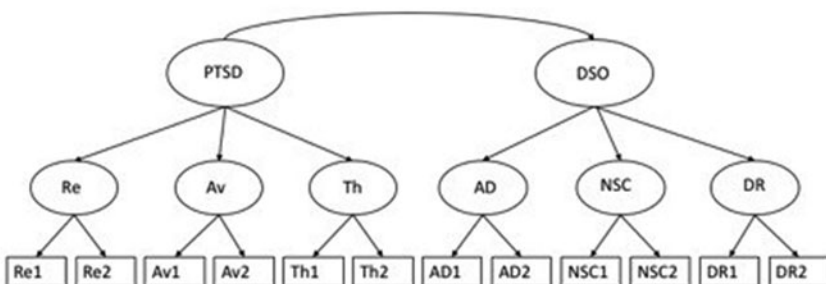 PTSD DSO
Re Av Th AD NSC DR
Re1 Re2 Av1 Av2 Th1 Th2 AD1 AD2 NSC1 NSC2 DR1 DR2